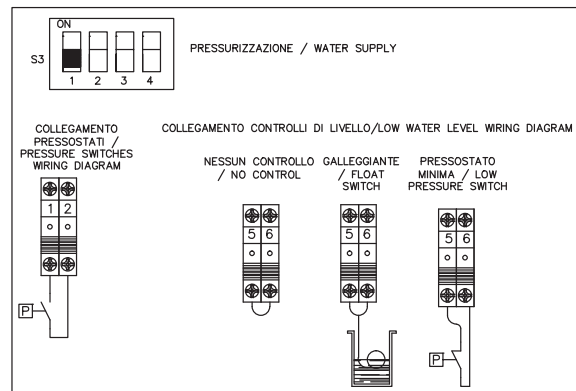 ON
S3
1 2 3 4
PRESSURIZZAZIONE / WATER SUPPLY
COLLEGAMENTO
PRESSOSTATI /
PRESSURE SWITCHES
WIRING DIAGRAM
1 2
P
COLLEGAMENTO CONTROLLI DI LIVELLO/LOW WATER LEVEL WIRING DIAGRAM
NESSUN CONTROLLO
/ NO CONTROL
5 6
GALLEGGIANTE
/ FLOAT
SWITCH
5 6
PRESSOSTATO
MINIMA / LOW
PRESSURE SWITCH
5 6
P